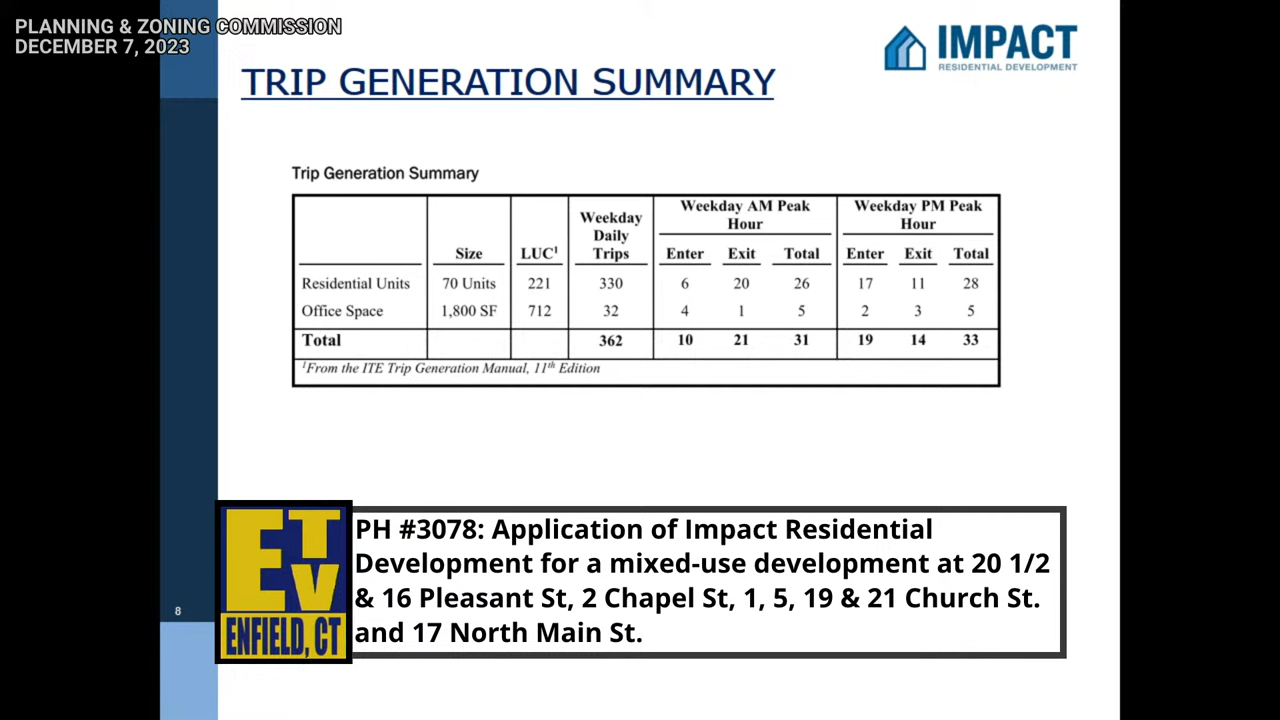 PLANNING & ZONING COMMISSION
DECEMBER 7, 2023
IMPACT
RESIDENTIAL DEVELOPMENT
TRIP GENERATION SUMMARY
Trip Generation Summary
Size LUC¹ Weekday Daily Trips Weekday AM Peak Hour Weekday PM Peak Hour
Enter Exit Total Enter Exit Total
Residential Units 70 Units 221 330 6 20 26 17 11 28
Office Space 1,800 SF 712 32 4 1 5 2 3 5
Total 362 10 21 31 19 14 33
¹From the ITE Trip Generation Manual, 11th Edition
8
ETV
ENFIELD, CT
PH #3078: Application of Impact Residential
Development for a mixed-use development at 20 1/2
& 16 Pleasant St, 2 Chapel St, 1, 5, 19 & 21 Church St.
and 17 North Main St.